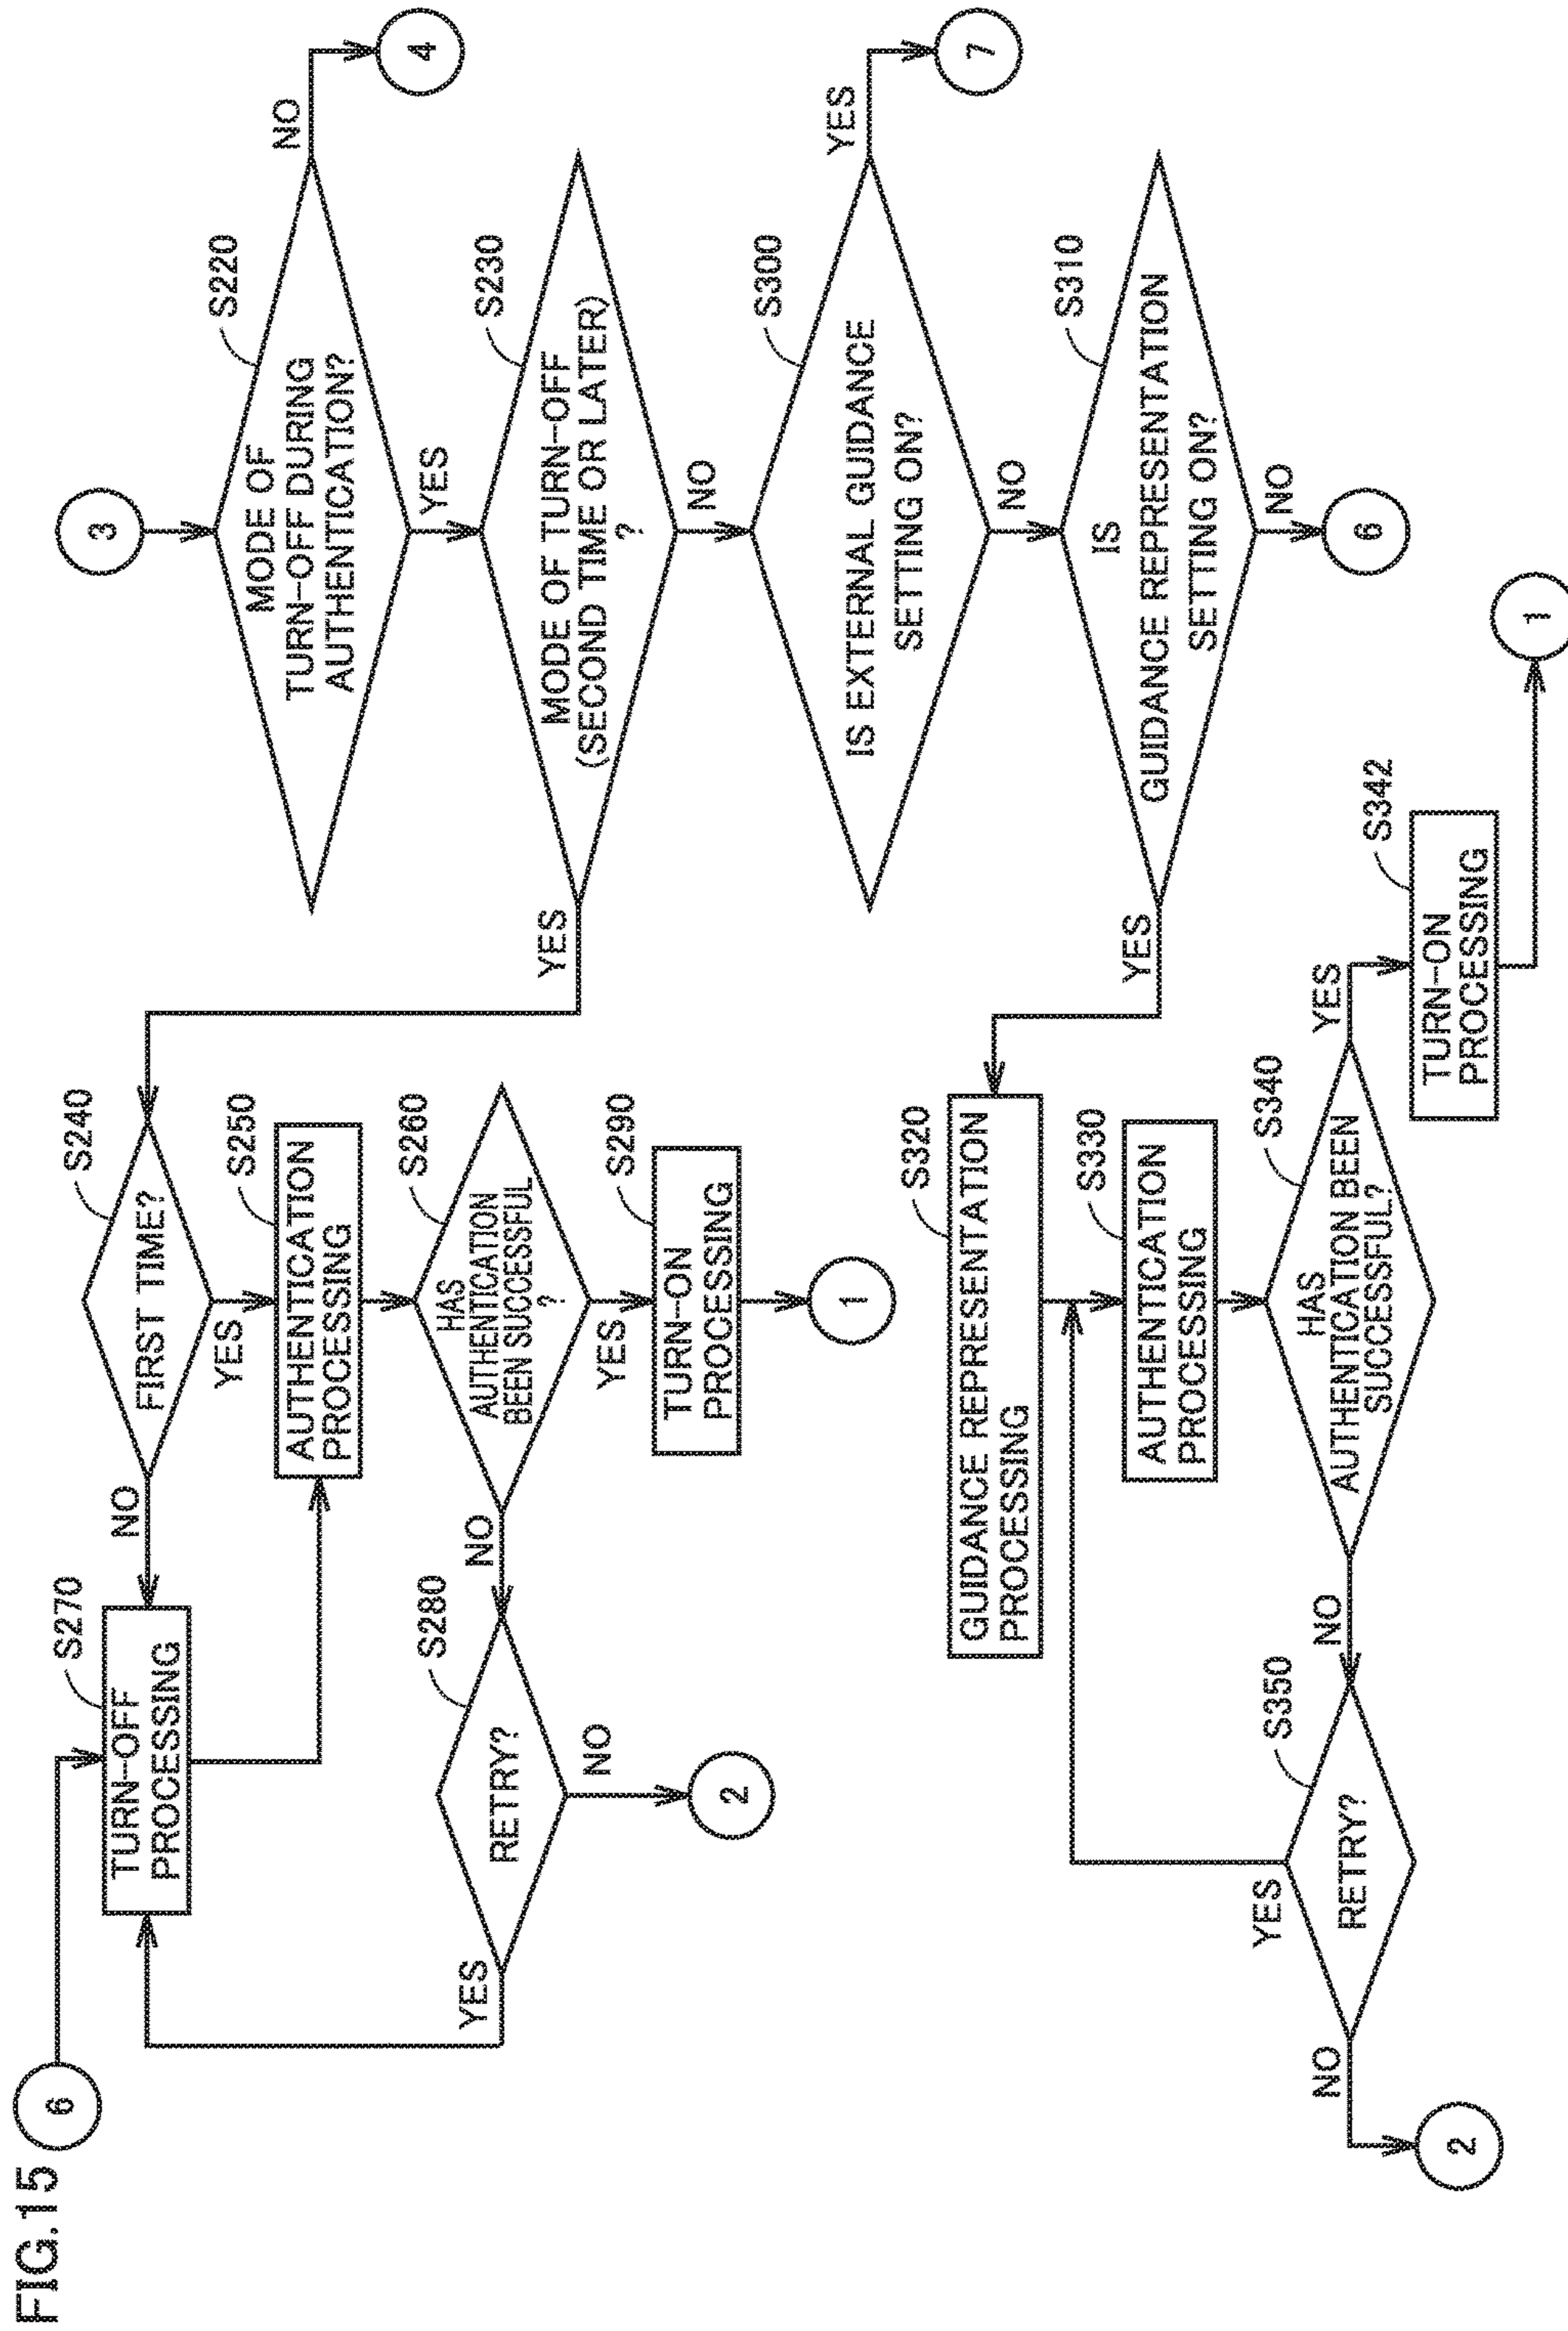 FIG.15
6
3
S240
FIRST TIME?
YES
NO
S270
TURN-OFF
PROCESSING
S250
AUTHENTICATION
PROCESSING
S260
HAS
AUTHENTICATION
BEEN SUCCESSFUL
?
NO
YES
S280
RETRY?
YES
NO
2
S290
TURN-ON
PROCESSING
1
S220
MODE OF
TURN-OFF DURING
AUTHENTICATION?
NO
4
YES
S230
MODE OF TURN-OFF
(SECOND TIME OR LATER)
?
YES
NO
S300
IS EXTERNAL GUIDANCE
SETTING ON?
YES
7
NO
S310
IS
GUIDANCE REPRESENTATION
SETTING ON?
YES
NO
6
S320
GUIDANCE REPRESENTATION
PROCESSING
S330
AUTHENTICATION
PROCESSING
S340
HAS
AUTHENTICATION BEEN
SUCCESSFUL?
YES
NO
S342
TURN-ON
PROCESSING
1
S350
RETRY?
YES
NO
2